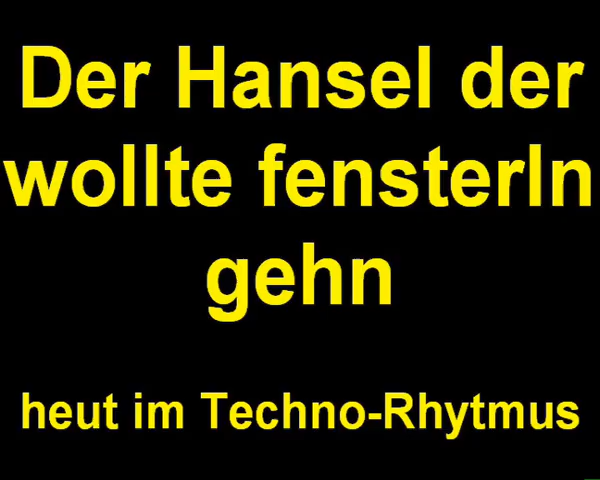 Der Hansel der
wollte fensterln
gehn
heut im Techno-Rhytmus